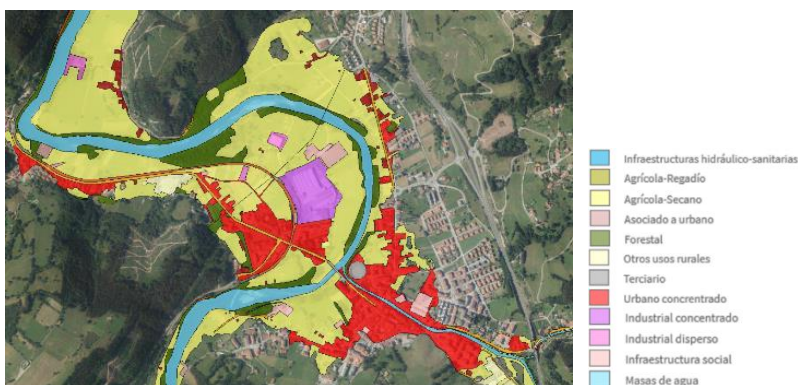 Infraestructuras hidráulico-sanitarias
Agrícola-Regadío
Agrícola-Secano
Asociado a urbano
Forestal
Otros usos rurales
Terciario
Urbano concrentrado
Industrial concentrado
Industrial disperso
Infraestructura social
Masas de agua